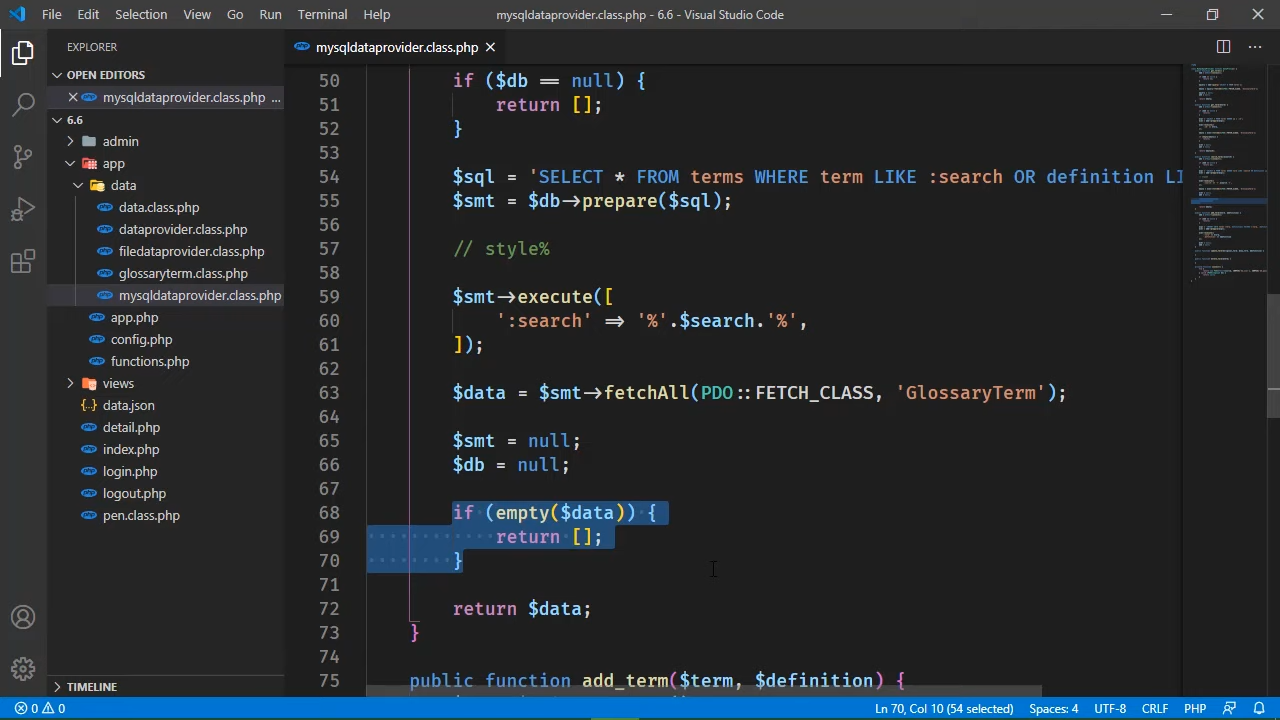 File Edit Selection View Go Run Terminal Help mysqldataprovider.class.php - 6.6 - Visual Studio Code
EXPLORER
OPEN EDITORS
mysqldataprovider.class.php ...
6.6
admin
app
data
data.class.php
dataprovider.class.php
filedataprovider.class.php
glossaryterm.class.php
mysqldataprovider.class.php
app.php
config.php
functions.php
views
data.json
detail.php
index.php
login.php
logout.php
pen.class.php
TIMELINE
mysqldataprovider.class.php
50 if ($db == null) {
51 return [];
52 }
53
54 $sql = 'SELECT * FROM terms WHERE term LIKE :search OR definition LI
55 $smt = $db->prepare($sql);
56
57 // style%
58
59 $smt->execute([
60 ':search' => '%'.$search.'%',
61 ]);
62
63 $data = $smt->fetchAll(PDO::FETCH_CLASS, 'GlossaryTerm');
64
65 $smt = null;
66 $db = null;
67
68 if (empty($data)) {
69 return [];
70 }
71
72 return $data;
73 }
74
75 public function add_term($term, $definition) {
0 0 Ln 70, Col 10 (54 selected) Spaces: 4 UTF-8 CRLF PHP